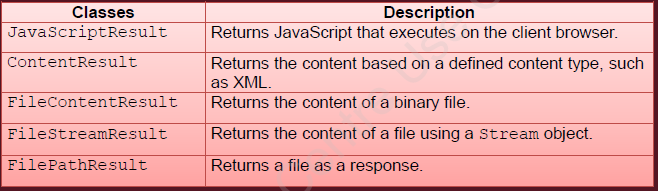 Classes Description
JavaScriptResult Returns JavaScript that executes on the client browser.
ContentResult Returns the content based on a defined content type, such
as XML.
FileContentResult Returns the content of a binary file.
FileStreamResult Returns the content of a file using a Stream object.
FilePathResult Returns a file as a response.